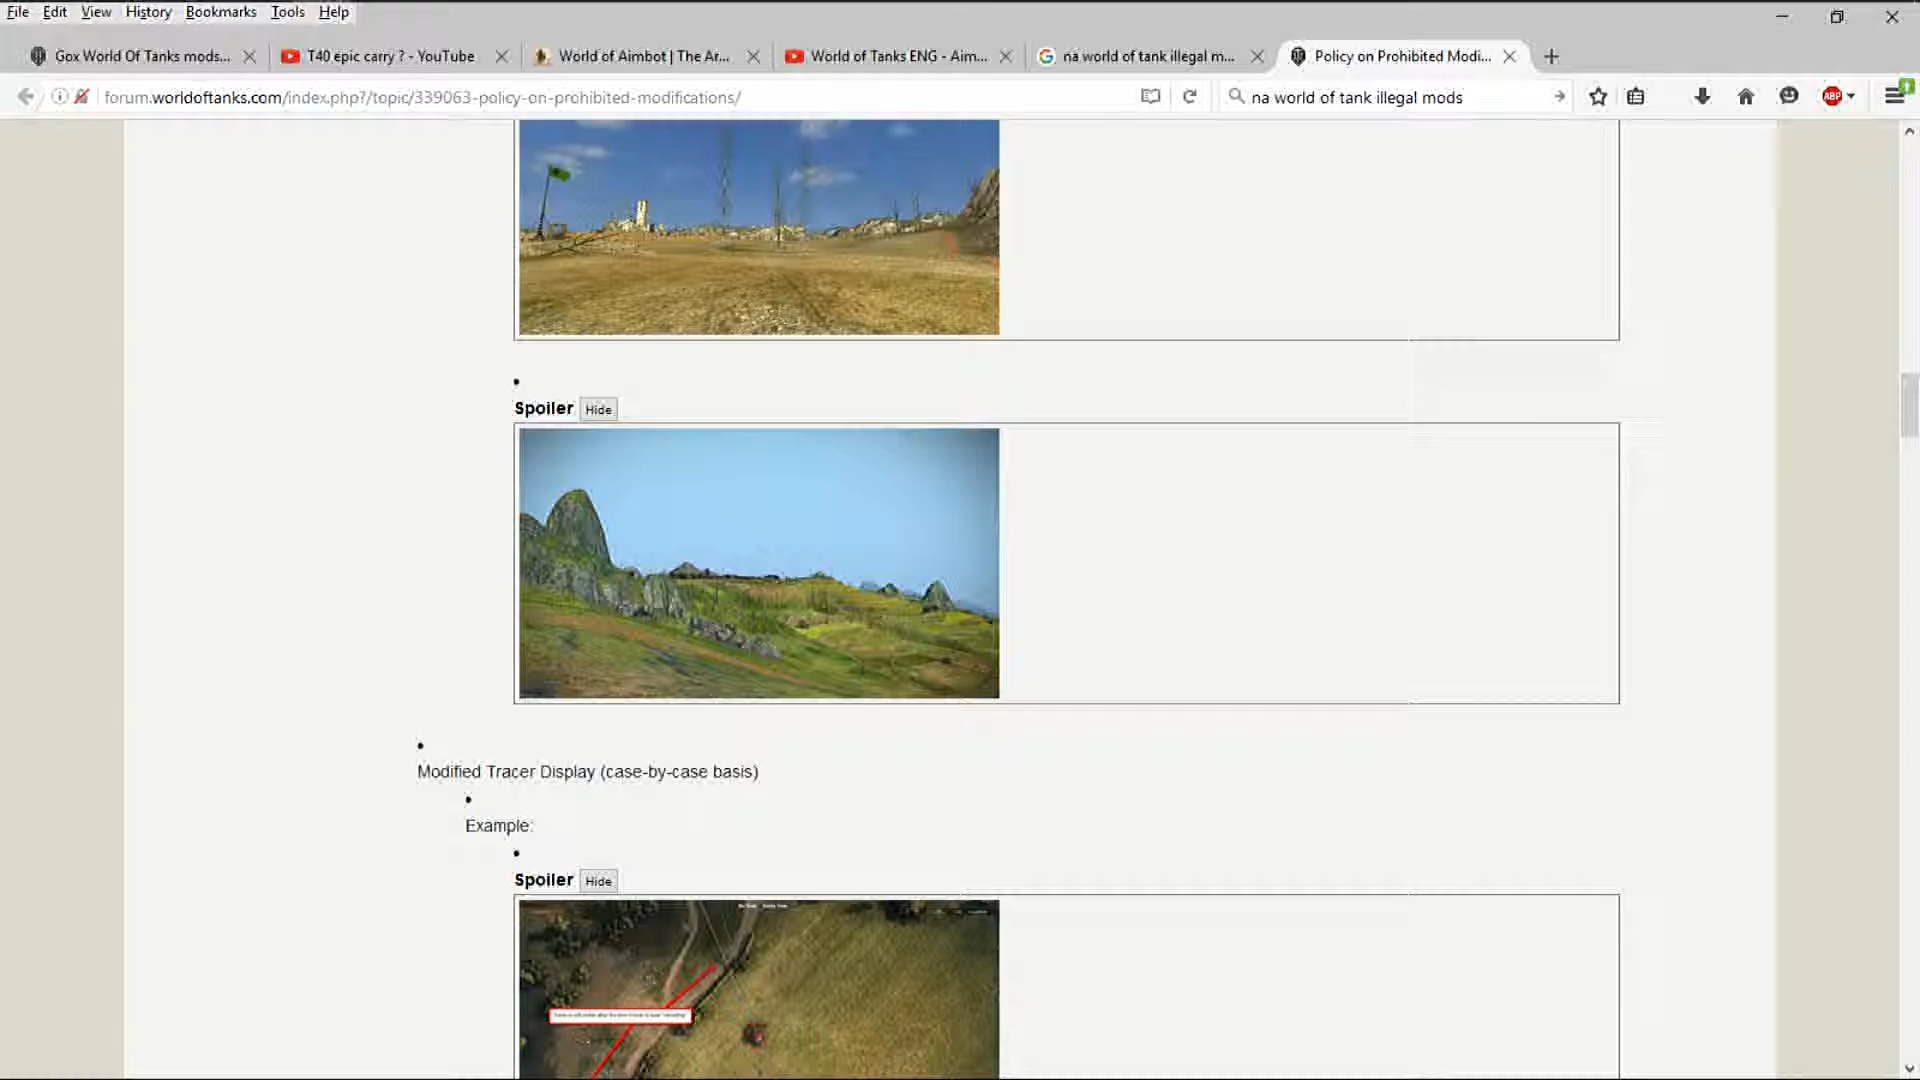 File Edit View History Bookmarks Tools Help
Gox World Of Tanks mods... T40 epic carry ? - YouTube World of Aimbot | The Ar... World of Tanks ENG - Aim... na world of tank illegal m... Policy on Prohibited Modi...
forum.worldoftanks.com/index.php?/topic/339063-policy-on-prohibited-modifications/ na world of tank illegal mods ABP
Spoiler Hide
Modified Tracer Display (case-by-case basis)
Example:
Spoiler Hide